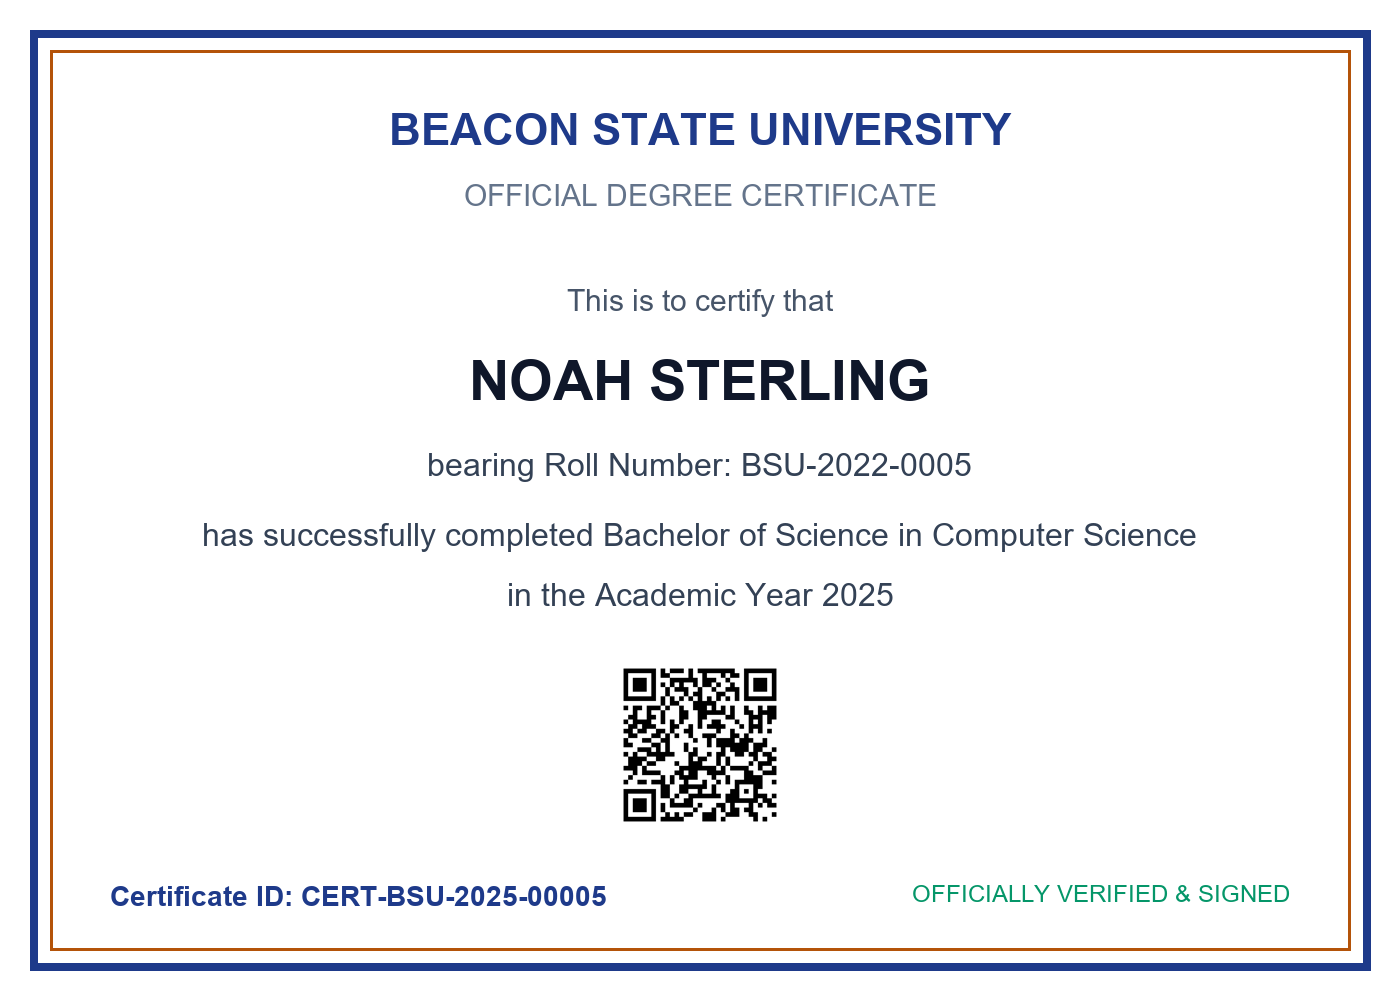 BEACON STATE UNIVERSITY
OFFICIAL DEGREE CERTIFICATE
This is to certify that
NOAH STERLING
bearing Roll Number: BSU-2022-0005
has successfully completed Bachelor of Science in Computer Science
in the Academic Year 2025
Certificate ID: CERT-BSU-2025-00005
OFFICIALLY VERIFIED & SIGNED